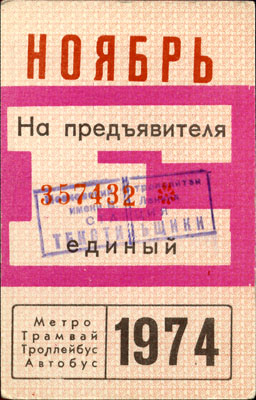 НОЯБРЬ
На предъявителя
357432
ТЕКСТИЛЬЩИКИ
единый
Метро
Трамвай
Троллейбус
Автобус
1974